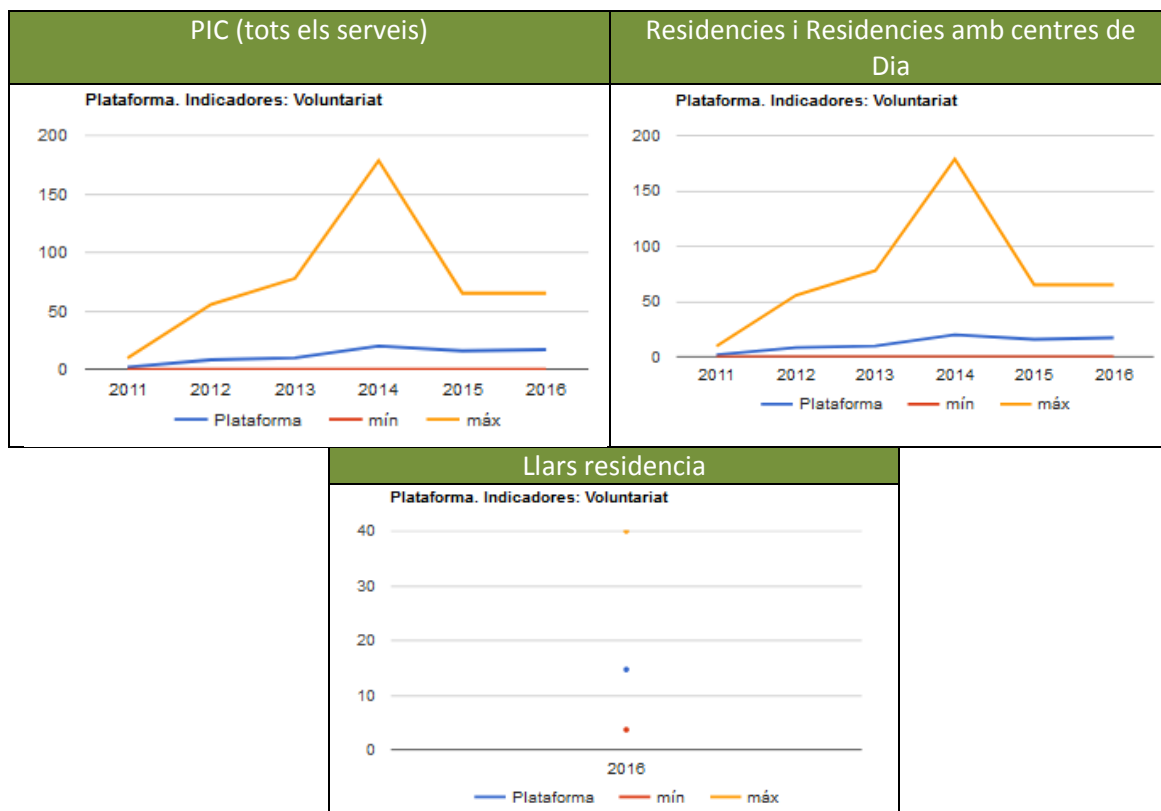 PIC (tots els serveis)
Residencies i Residencies amb centres de
Dia
Plataforma. Indicadores: Voluntariat
200
150
100
50
0
2011 2012 2013 2014 2015 2016
Plataforma mín máx
Plataforma. Indicadores: Voluntariat
200
150
100
50
0
2011 2012 2013 2014 2015 2016
Plataforma mín máx
Llars residencia
Plataforma. Indicadores: Voluntariat
40
30
20
10
0
2016
Plataforma mín máx